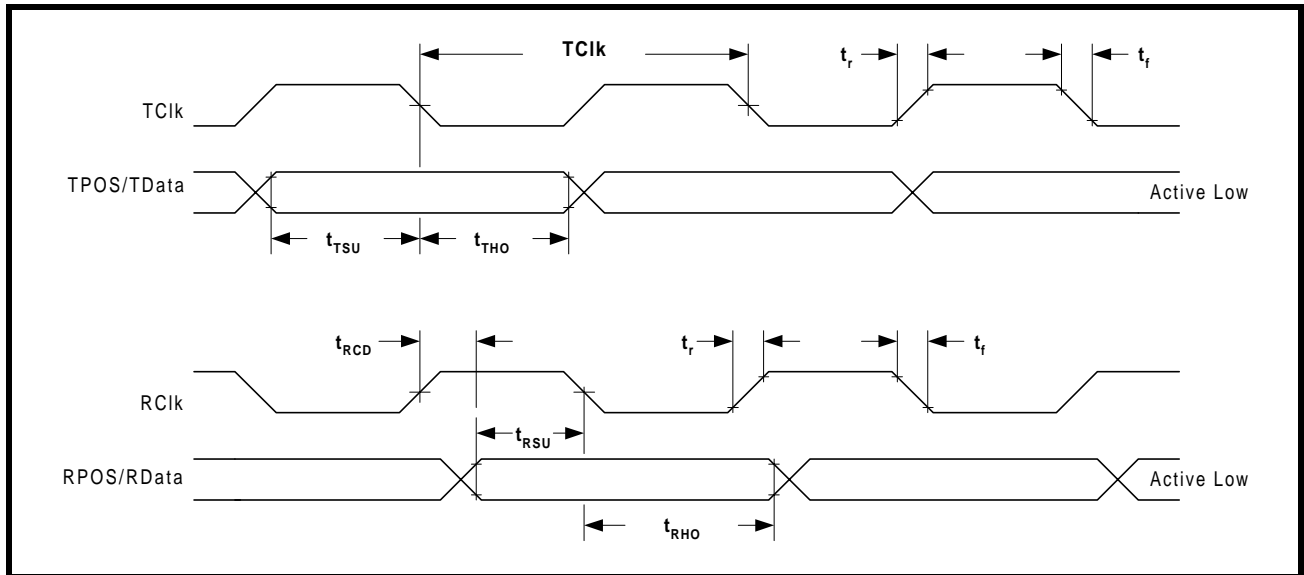 TClk
t_r
t_f
TClk
TPOS/TData
Active Low
t_TSU
t_THO
t_RCD
t_r
t_f
RClk
t_RSU
RPOS/RData
Active Low
t_RHO